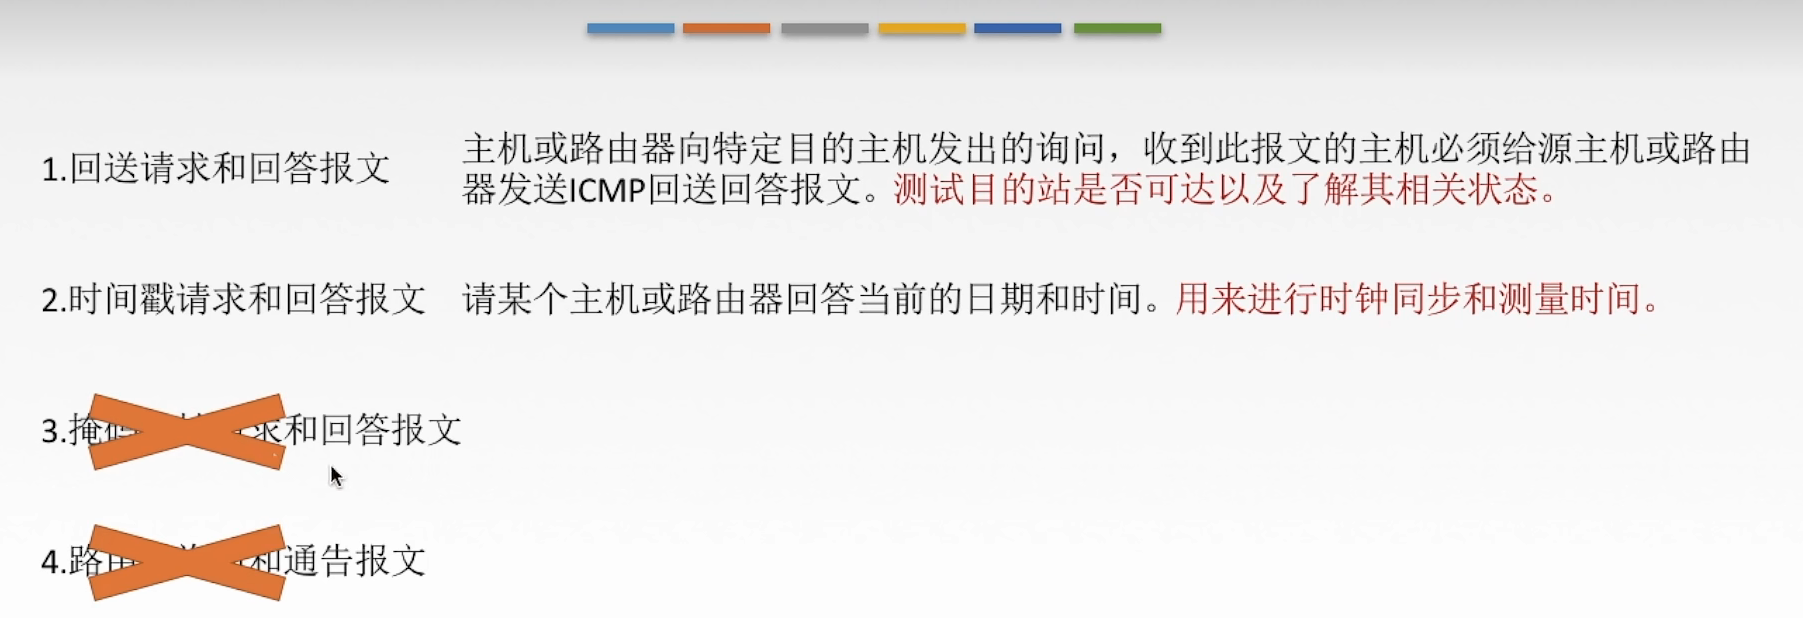 1.回送请求和回答报文
主机或路由器向特定目的主机发出的询问，收到此报文的主机必须给源主机或路由
器发送ICMP回送回答报文。测试目的站是否可达以及了解其相关状态。
2.时间戳请求和回答报文
请某个主机或路由器回答当前的日期和时间。用来进行时钟同步和测量时间。
3.掩码求和回答报文
4.路由和通告报文